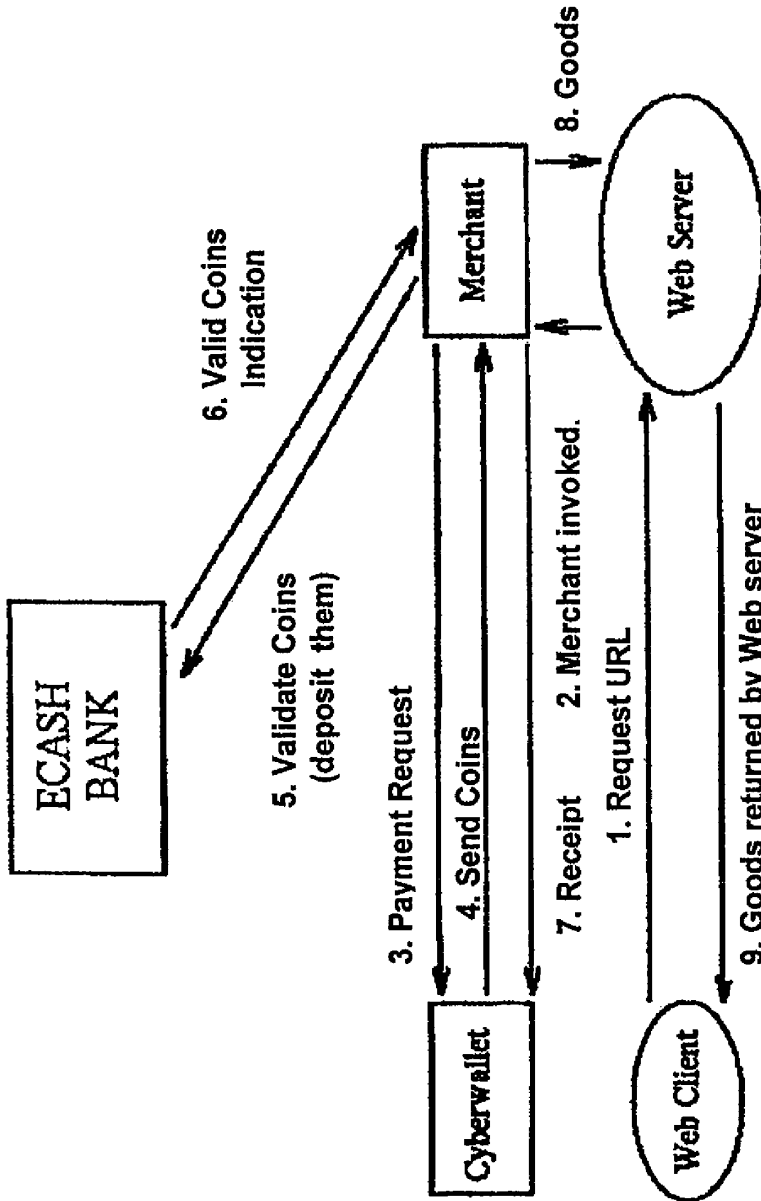 ECASH
BANK
6. Valid Coins
Indication
5. Validate Coins
(deposit them)
3. Payment Request
4. Send Coins
Cyberwallet
Merchant
7. Receipt
2. Merchant invoked.
8. Goods
1. Request URL
Web Client
Web Server
9. Goods returned by Web server